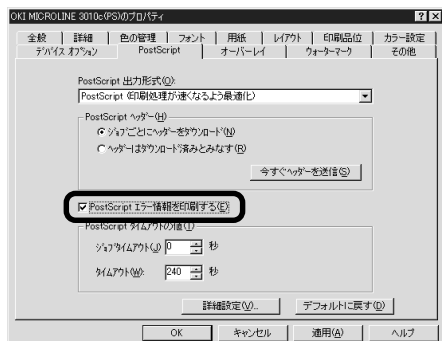 OKI MICROLINE 3010c(PS)のプロパティ
全般 詳細 色の管理 フォント 用紙 レイアウト 印刷品位 カラー設定
デバイス オプション PostScript オーバーレイ ウォーターマーク その他
PostScript 出力形式(O):
PostScript (印刷処理が速くなるよう最適化)
PostScript ヘッダー(H)
ジョブごとにヘッダーをダウンロード(N)
ヘッダーはダウンロード済みとみなす(R)
今すぐヘッダーを送信(S)
PostScript エラー情報を印刷する(E)
PostScript タイムアウトの値(T)
ジョブタイムアウト(J) 0 秒
タイムアウト(W): 240 秒
詳細設定(V)... デフォルトに戻す(D)
OK キャンセル 適用(A) ヘルプ